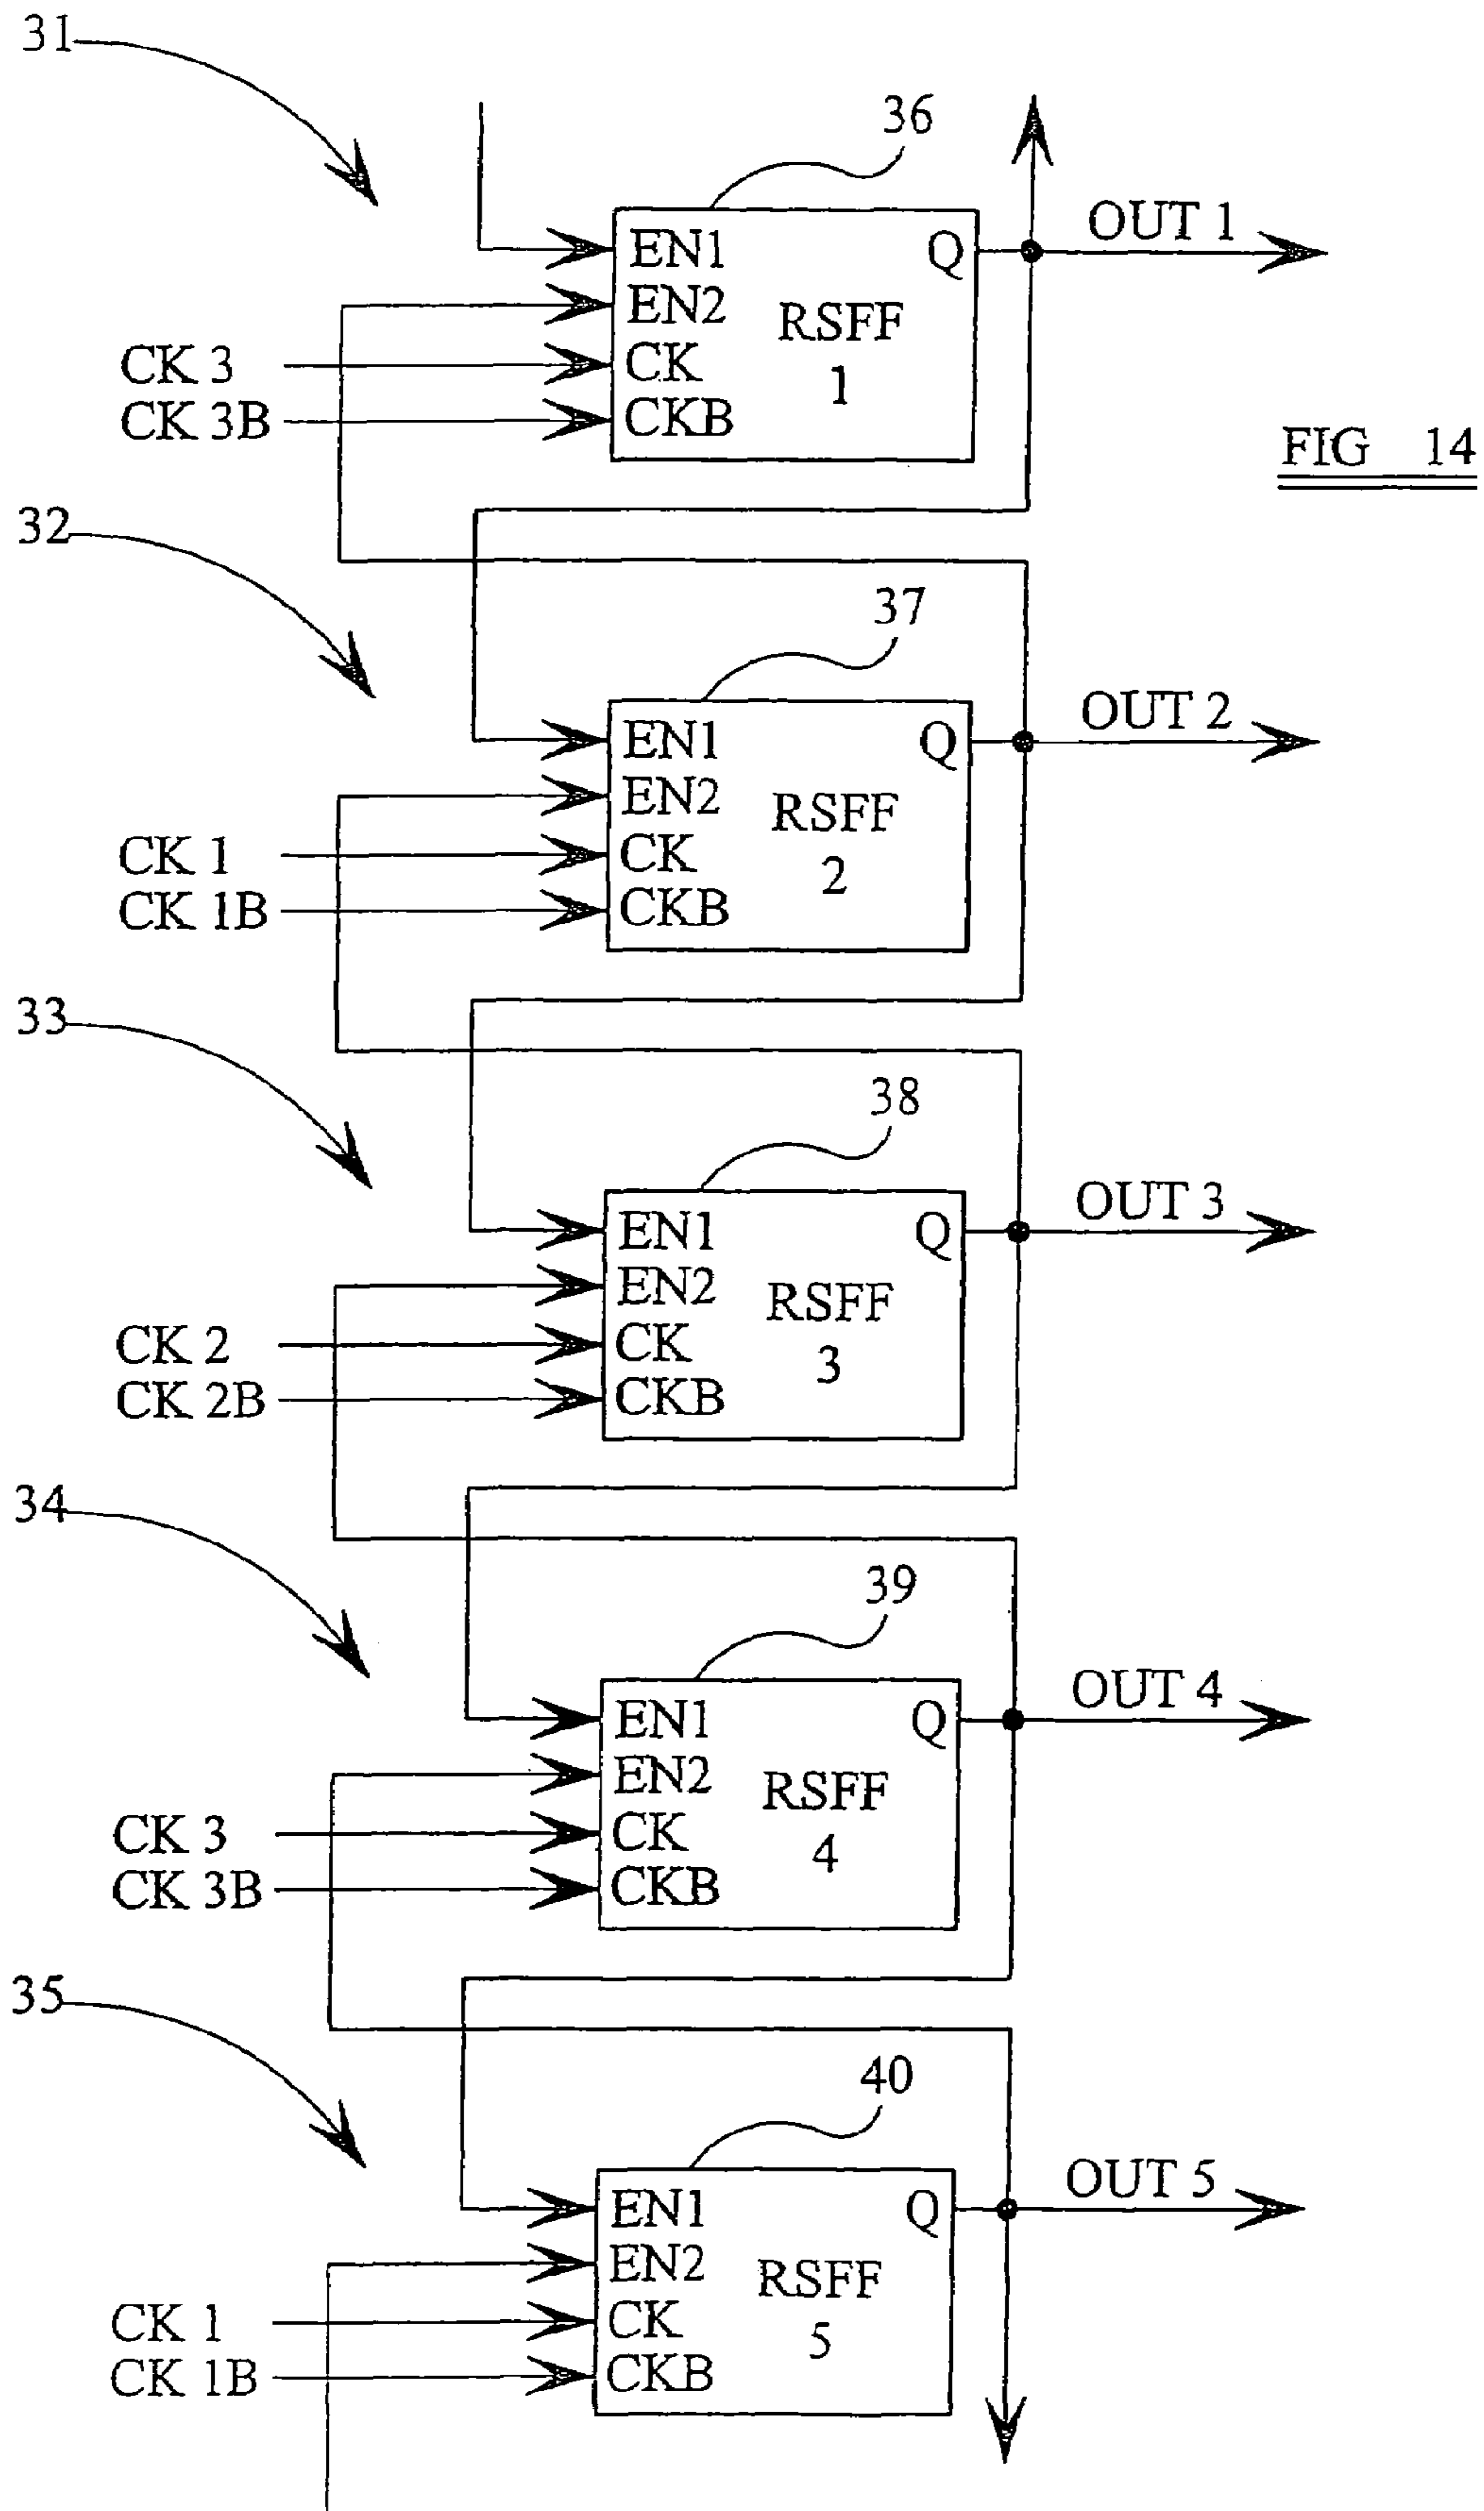 31
36
EN1 Q OUT 1
EN2 RSFF
CK 3 CK 1
CK 3B CKB
FIG 14
32
37
EN1 Q OUT 2
EN2 RSFF
CK 1 CK 2
CK 1B CKB
33
38
EN1 Q OUT 3
EN2 RSFF
CK 2 CK 3
CK 2B CKB
34
39
EN1 Q OUT 4
EN2 RSFF
CK 3 CK 4
CK 3B CKB
35
40
EN1 Q OUT 5
EN2 RSFF
CK 1 CK 5
CK 1B CKB